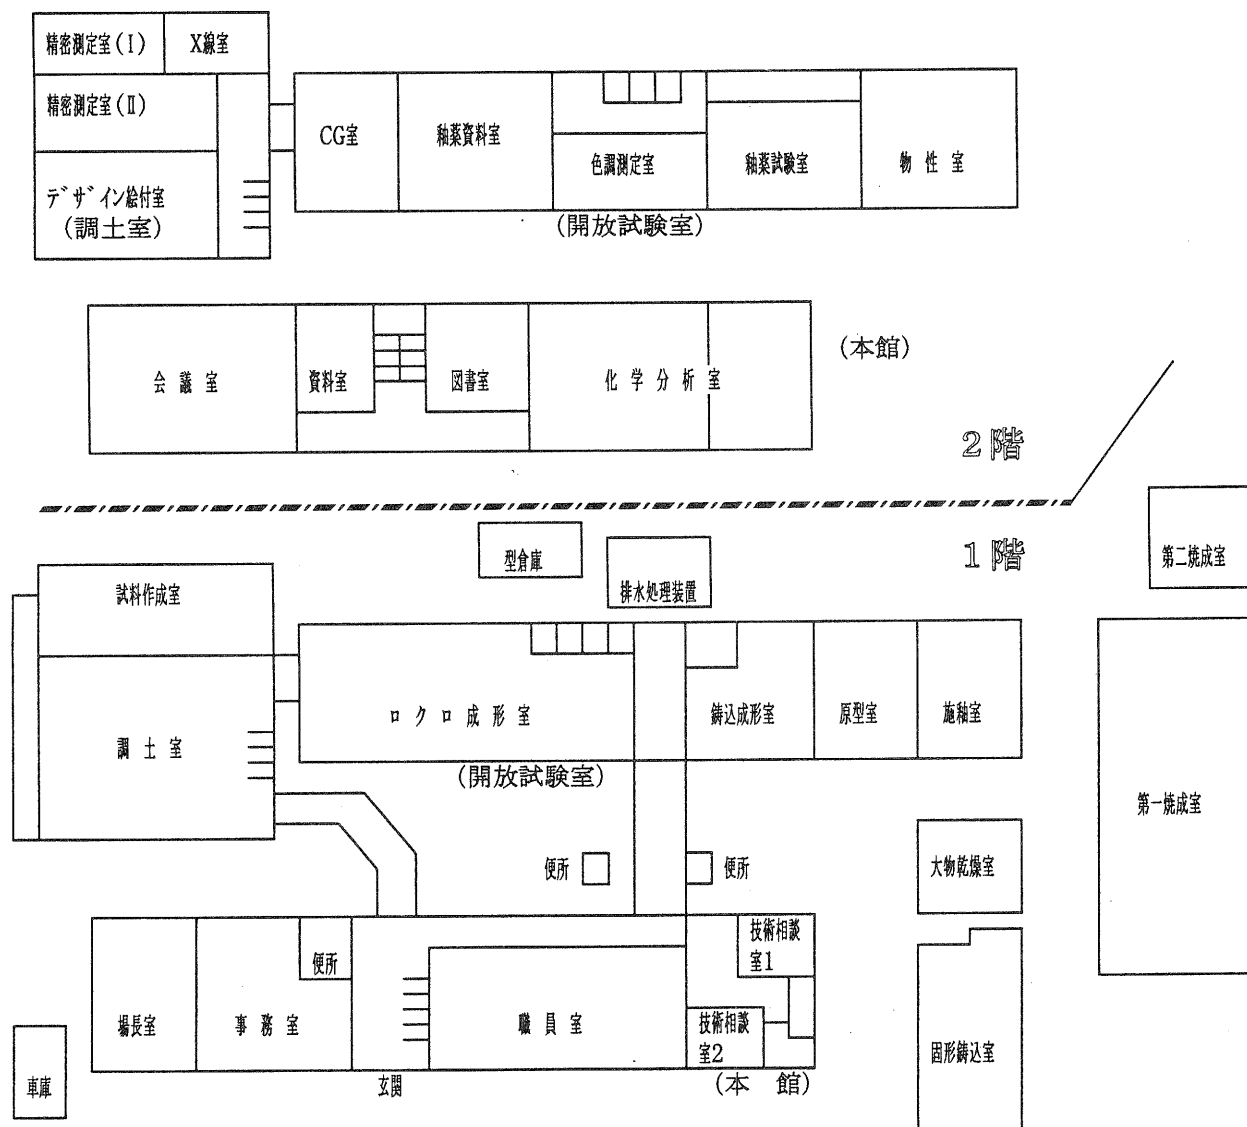 精密測定室(Ⅰ)
X線室
精密測定室(Ⅱ)
デザイン絵付室
(調土室)
CG室
釉薬資料室
色調測定室
釉薬試験室
物性室
(開放試験室)
会議室
資料室
図書室
化学分析室
(本館)
2階
1階
型倉庫
排水処理装置
第二焼成室
試料作成室
調土室
ロクロ成形室
鋳込成形室
原型室
施釉室
(開放試験室)
第一焼成室
便所
便所
大物乾燥室
場長室
事務室
便所
職員室
技術相談
室1
技術相談
室2
固形鋳込室
車庫
玄関
(本館)